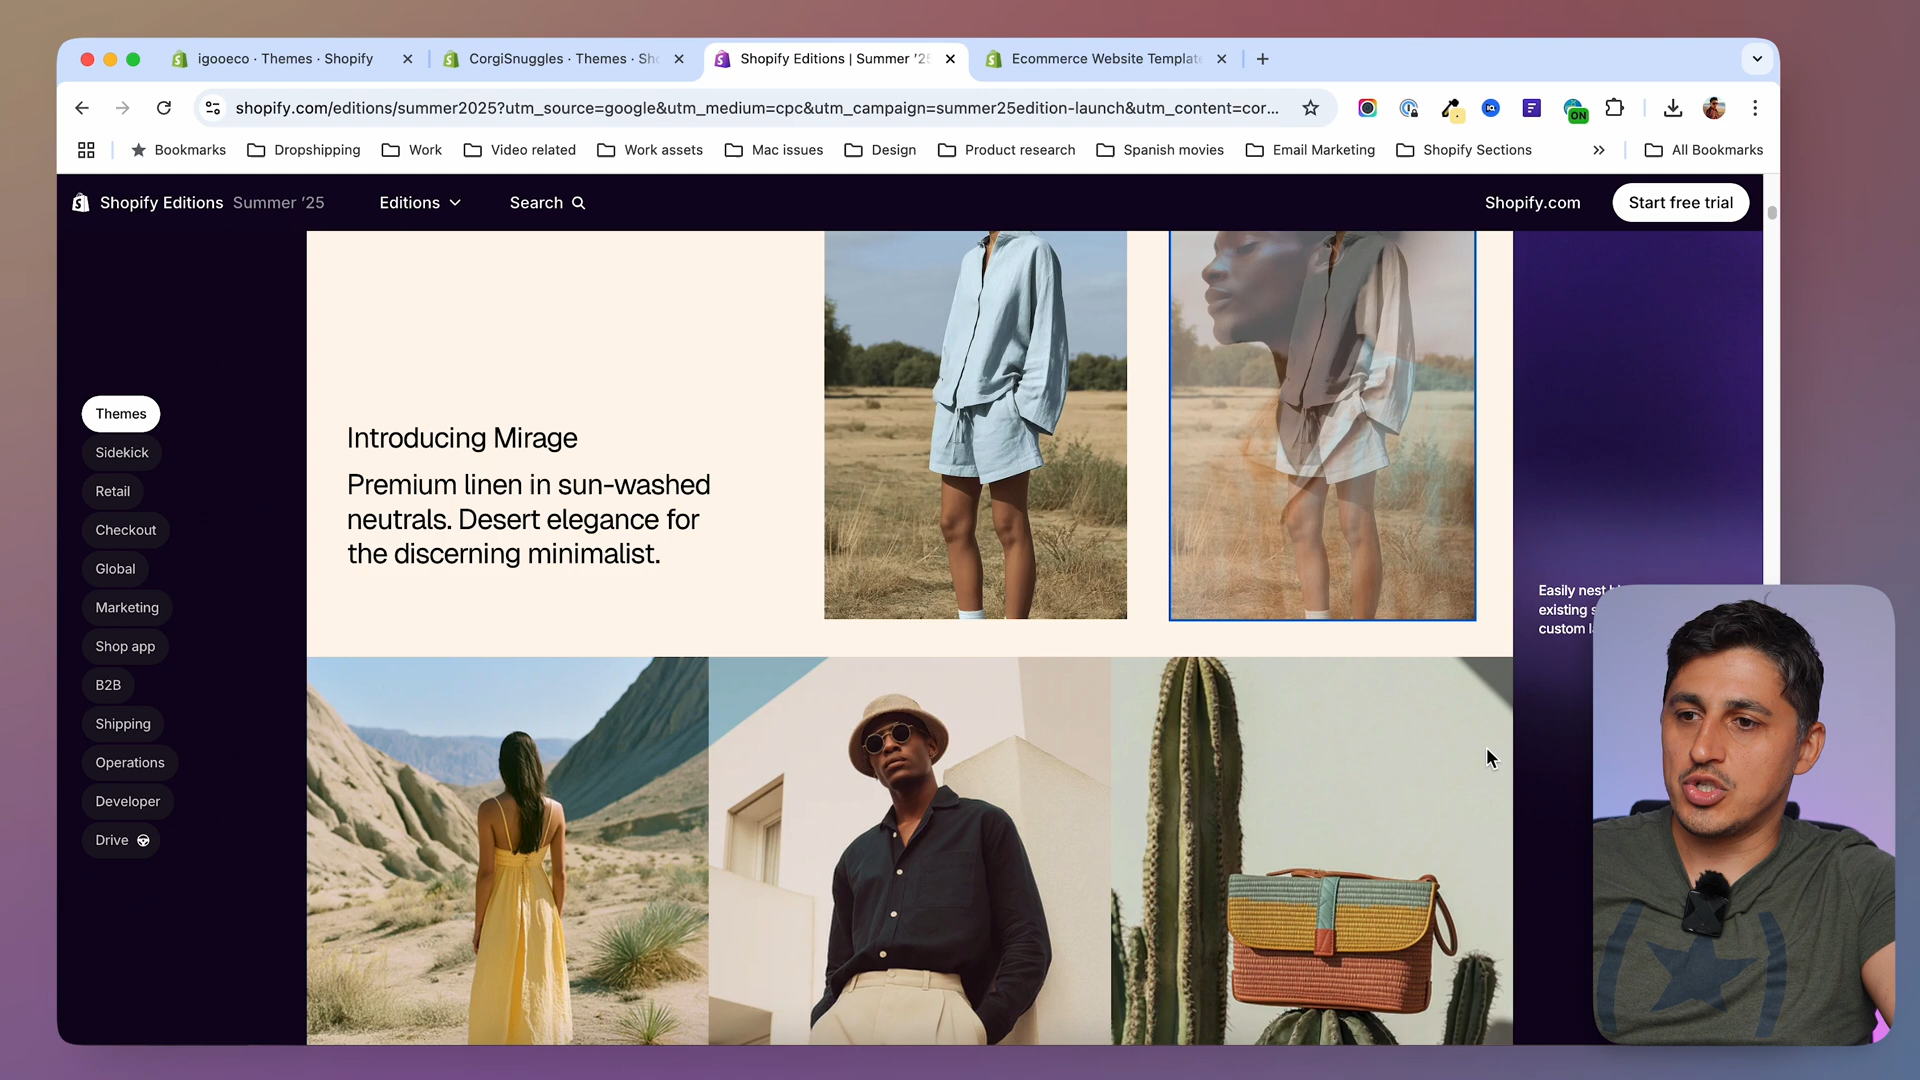 igooeco · Themes · Shopify
CorgiSnuggles · Themes · Sho
Shopify Editions | Summer '25
Ecommerce Website Templat
shopify.com/editions/summer2025?utm_source=google&utm_medium=cpc&utm_campaign=summer25edition-launch&utm_content=cor...
ON
Bookmarks
Dropshipping
Work
Video related
Work assets
Mac issues
Design
Product research
Spanish movies
Email Marketing
Shopify Sections
All Bookmarks
Shopify Editions Summer '25
Editions
Search
Shopify.com
Start free trial
Themes
Sidekick
Retail
Checkout
Global
Marketing
Shop app
B2B
Shipping
Operations
Developer
Drive
Introducing Mirage
Premium linen in sun-washed
neutrals. Desert elegance for
the discerning minimalist.
Easily nest
existing
custom